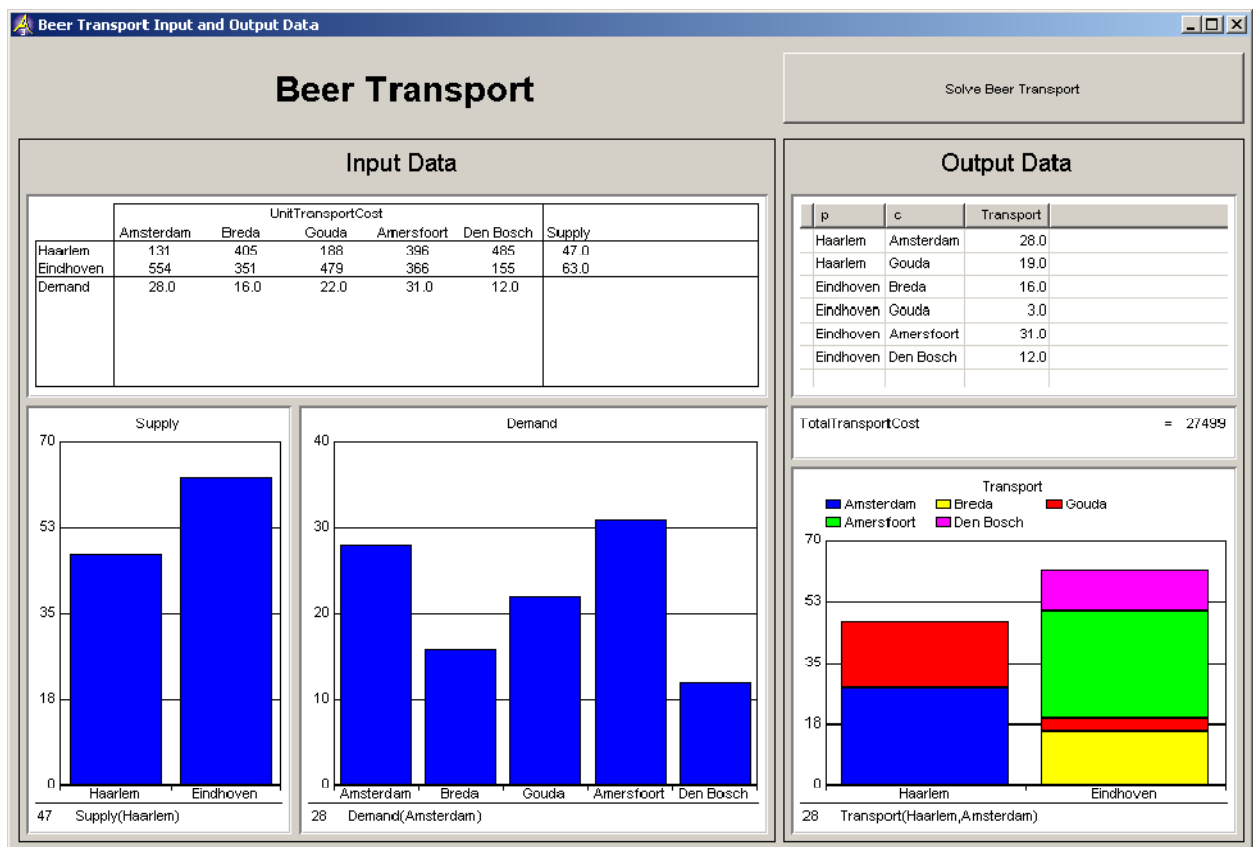 Beer Transport Input and Output Data
Beer Transport
Solve Beer Transport
Input Data
UnitTransportCost
Amsterdam Breda Gouda Amersfoort Den Bosch Supply
Haarlem 131 405 188 396 485 47.0
Eindhoven 554 351 479 366 155 63.0
Demand 28.0 16.0 22.0 31.0 12.0
Supply
70
53
35
18
0
Haarlem Eindhoven
47 Supply(Haarlem)
Demand
40
30
20
10
0
Amsterdam Breda Gouda Amersfoort Den Bosch
28 Demand(Amsterdam)
Output Data
p c Transport
Haarlem Amsterdam 28.0
Haarlem Gouda 19.0
Eindhoven Breda 16.0
Eindhoven Gouda 3.0
Eindhoven Amersfoort 31.0
Eindhoven Den Bosch 12.0
TotalTransportCost = 27499
Transport
Amsterdam Breda Gouda
Amersfoort Den Bosch
70
53
35
18
0
Haarlem Eindhoven
28 Transport(Haarlem,Amsterdam)